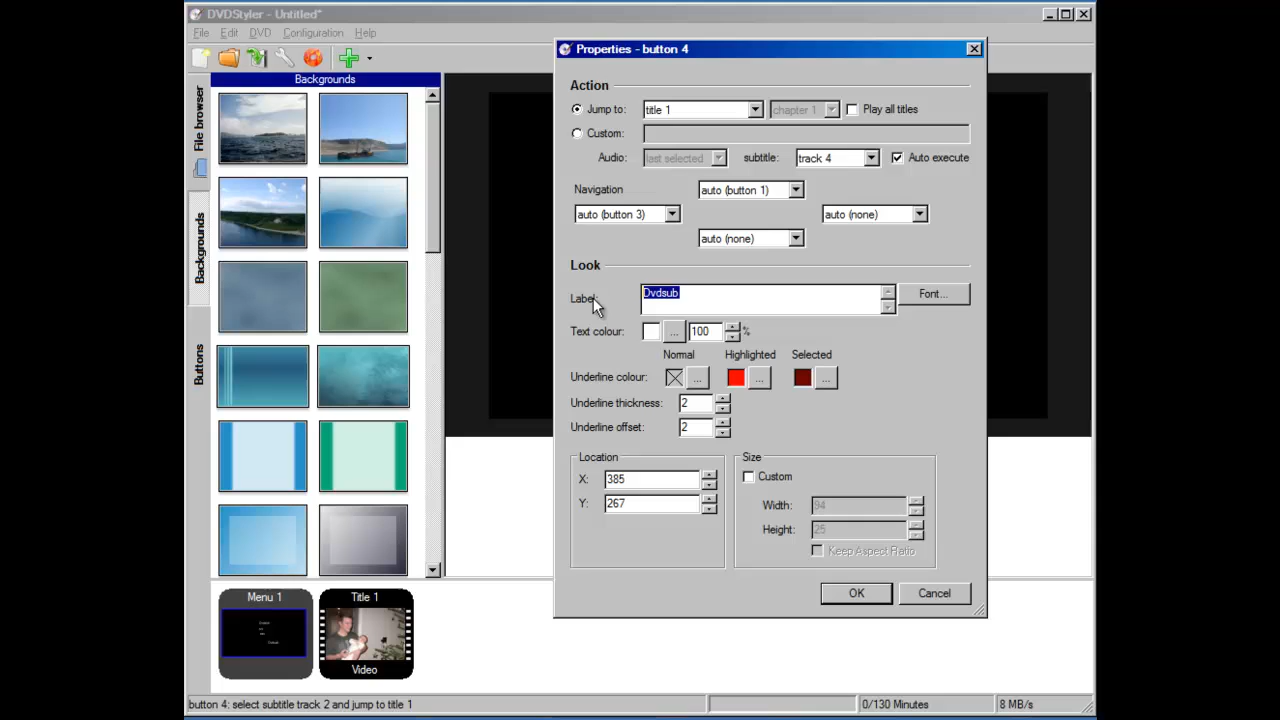 DVDStyler - Untitled*
File Edit DVD Configuration Help
Backgrounds
File browser
Backgrounds
Buttons
Properties - button 4
Action
Jump to: title 1 chapter 1 Play all titles
Custom:
Audio: last selected subtitle: track 4 Auto execute
Navigation auto (button 1)
auto (button 3) auto (none)
auto (none)
Look
Label: Dvdsub Font...
Text colour: ... 100 %
Normal Highlighted Selected
Underline colour: ... ... ...
Underline thickness: 2
Underline offset: 2
Location Size
X: 385 Custom
Y: 267 Width: 94
Height: 25
Keep Aspect Ratio
OK Cancel
Menu 1 Title 1
Video
button 4: select subtitle track 2 and jump to title 1 0/130 Minutes 8 MB/s